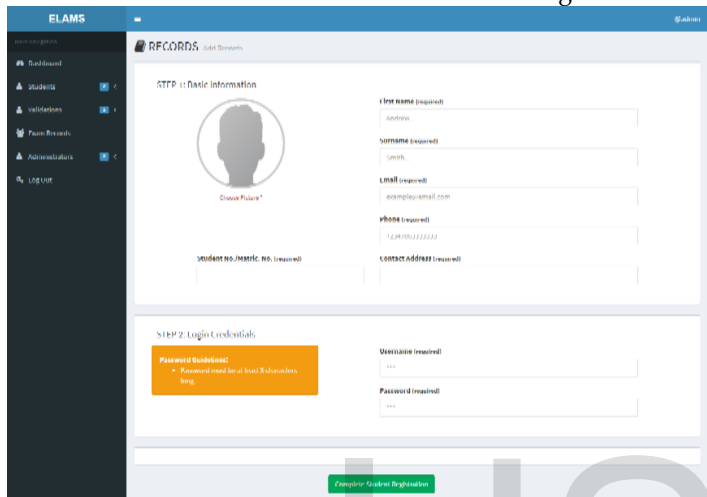 ELAMS
@admin
MAIN NAVIGATION
Dashboard
Students
Validations
Exam Records
Administrators
Log Out
RECORDS Add Records
STEP 1: Basic Information
First Name (required)
Andrew
Surname (required)
Smith
Email (required)
example@email.com
Phone (required)
Choose Picture *
Student No./Matric. No. (required)
Contact Address (required)
STEP 2: Login Credentials
Password Guidelines:
Password must be at least 8 characters
long
Username (required)
***
Password (required)
***
Complete Student Registration